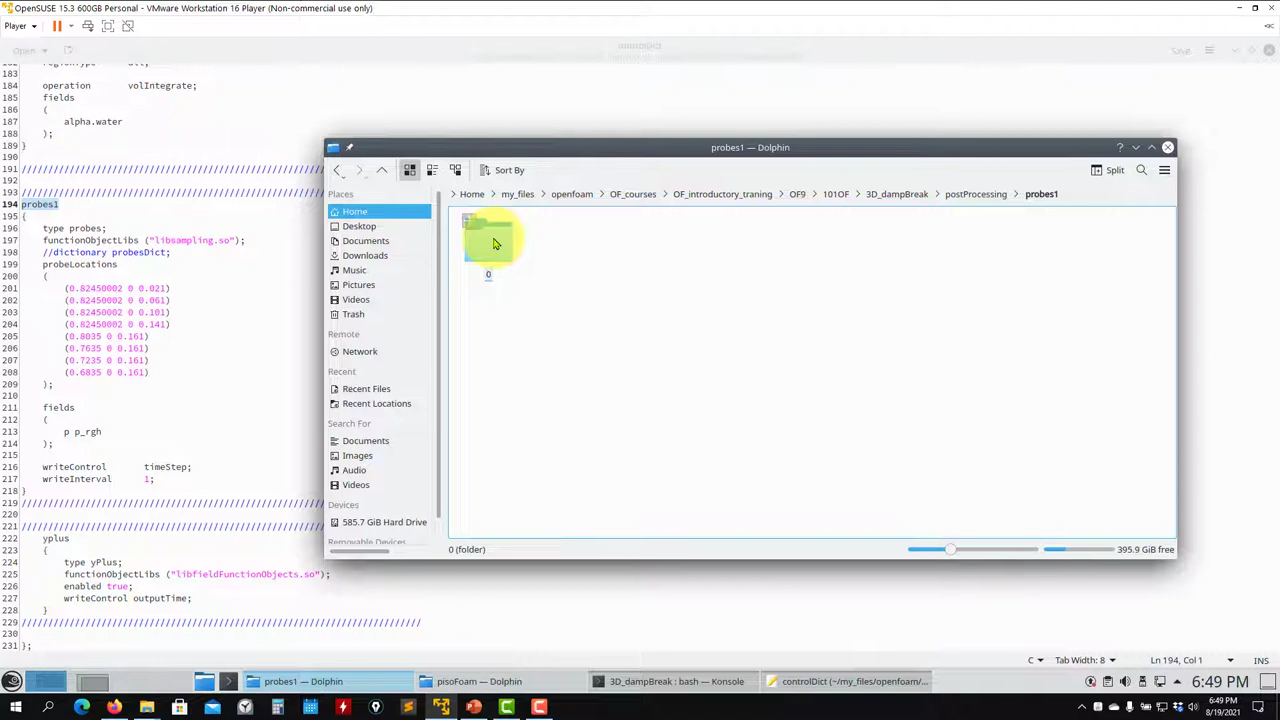 OpenSUSE 15.3 600GB Personal - VMware Workstation 16 Player (Non-commercial use only)
Player
Open
Save
183
184 operation volIntegrate;
185 fields
186 (
187 alpha.water
188 );
189 }
190
191 ////////////////////////////////////////////////////
192
193 ////////////////////////////////////////////////////
194 probes1
195 {
196 type probes;
197 functionObjectLibs ("libsampling.so");
198 //dictionary probesDict;
199 probeLocations
200 (
201 (0.82450002 0 0.021)
202 (0.82450002 0 0.061)
203 (0.82450002 0 0.101)
204 (0.82450002 0 0.141)
205 (0.8035 0 0.161)
206 (0.7635 0 0.161)
207 (0.7235 0 0.161)
208 (0.6835 0 0.161)
209 );
210
211 fields
212 (
213 p p_rgh
214 );
215
216 writeControl timeStep;
217 writeInterval 1;
218 }
219 ////////////////////////////////////////////////////
220
221 ////////////////////////////////////////////////////
222 yplus
223 {
224 type yPlus;
225 functionObjectLibs ("libfieldFunctionObjects.so");
226 enabled true;
227 writeControl outputTime;
228 }
229 ///////////////////////////////////////////////////////////////////
230
231 };
probes1 — Dolphin
Sort By
Split
Places
Home
Desktop
Documents
Downloads
Music
Pictures
Videos
Trash
Remote
Network
Recent
Recent Files
Recent Locations
Search For
Documents
Images
Audio
Videos
Devices
585.7 GiB Hard Drive
Removable Devices
> Home > my_files > openfoam > OF_courses > OF_introductory_traning > OF9 > 101OF > 3D_dampBreak > postProcessing > probes1
0
0 (folder)
395.9 GiB free
C Tab Width: 8 Ln 194, Col 1 INS
probes1 — Dolphin
pisoFoam — Dolphin
3D_dampBreak : bash — Konsole
controlDict (~/my_files/openfoam/...
6:49 PM
6:49 PM
8/19/2021